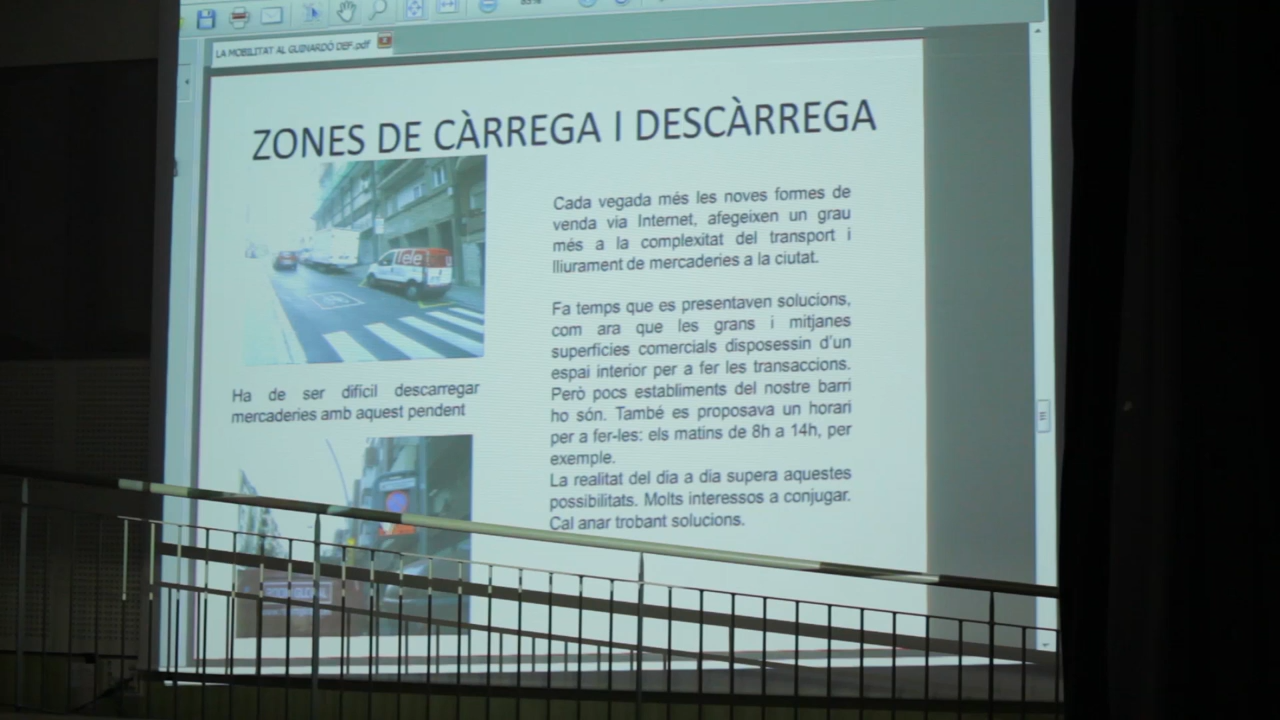 LA MOBILITAT AL GUINARDÓ DEF.pdf
ZONES DE CÀRREGA I DESCÀRREGA
Tele
Ha de ser difícil descarregar
mercaderies amb aquest pendent
Cada vegada més les noves formes de
venda via Internet, afegeixen un grau
més a la complexitat del transport i
lliurament de mercaderies a la ciutat.
Fa temps que es presentaven solucions,
com ara que les grans i mitjanes
superfícies comercials disposessin d'un
espai interior per a fer les transaccions.
Però pocs establiments del nostre barri
ho són. També es proposava un horari
per a fer-les: els matins de 8h a 14h, per
exemple.
La realitat del dia a dia supera aquestes
possibilitats. Molts interessos a conjugar.
Cal anar trobant solucions.